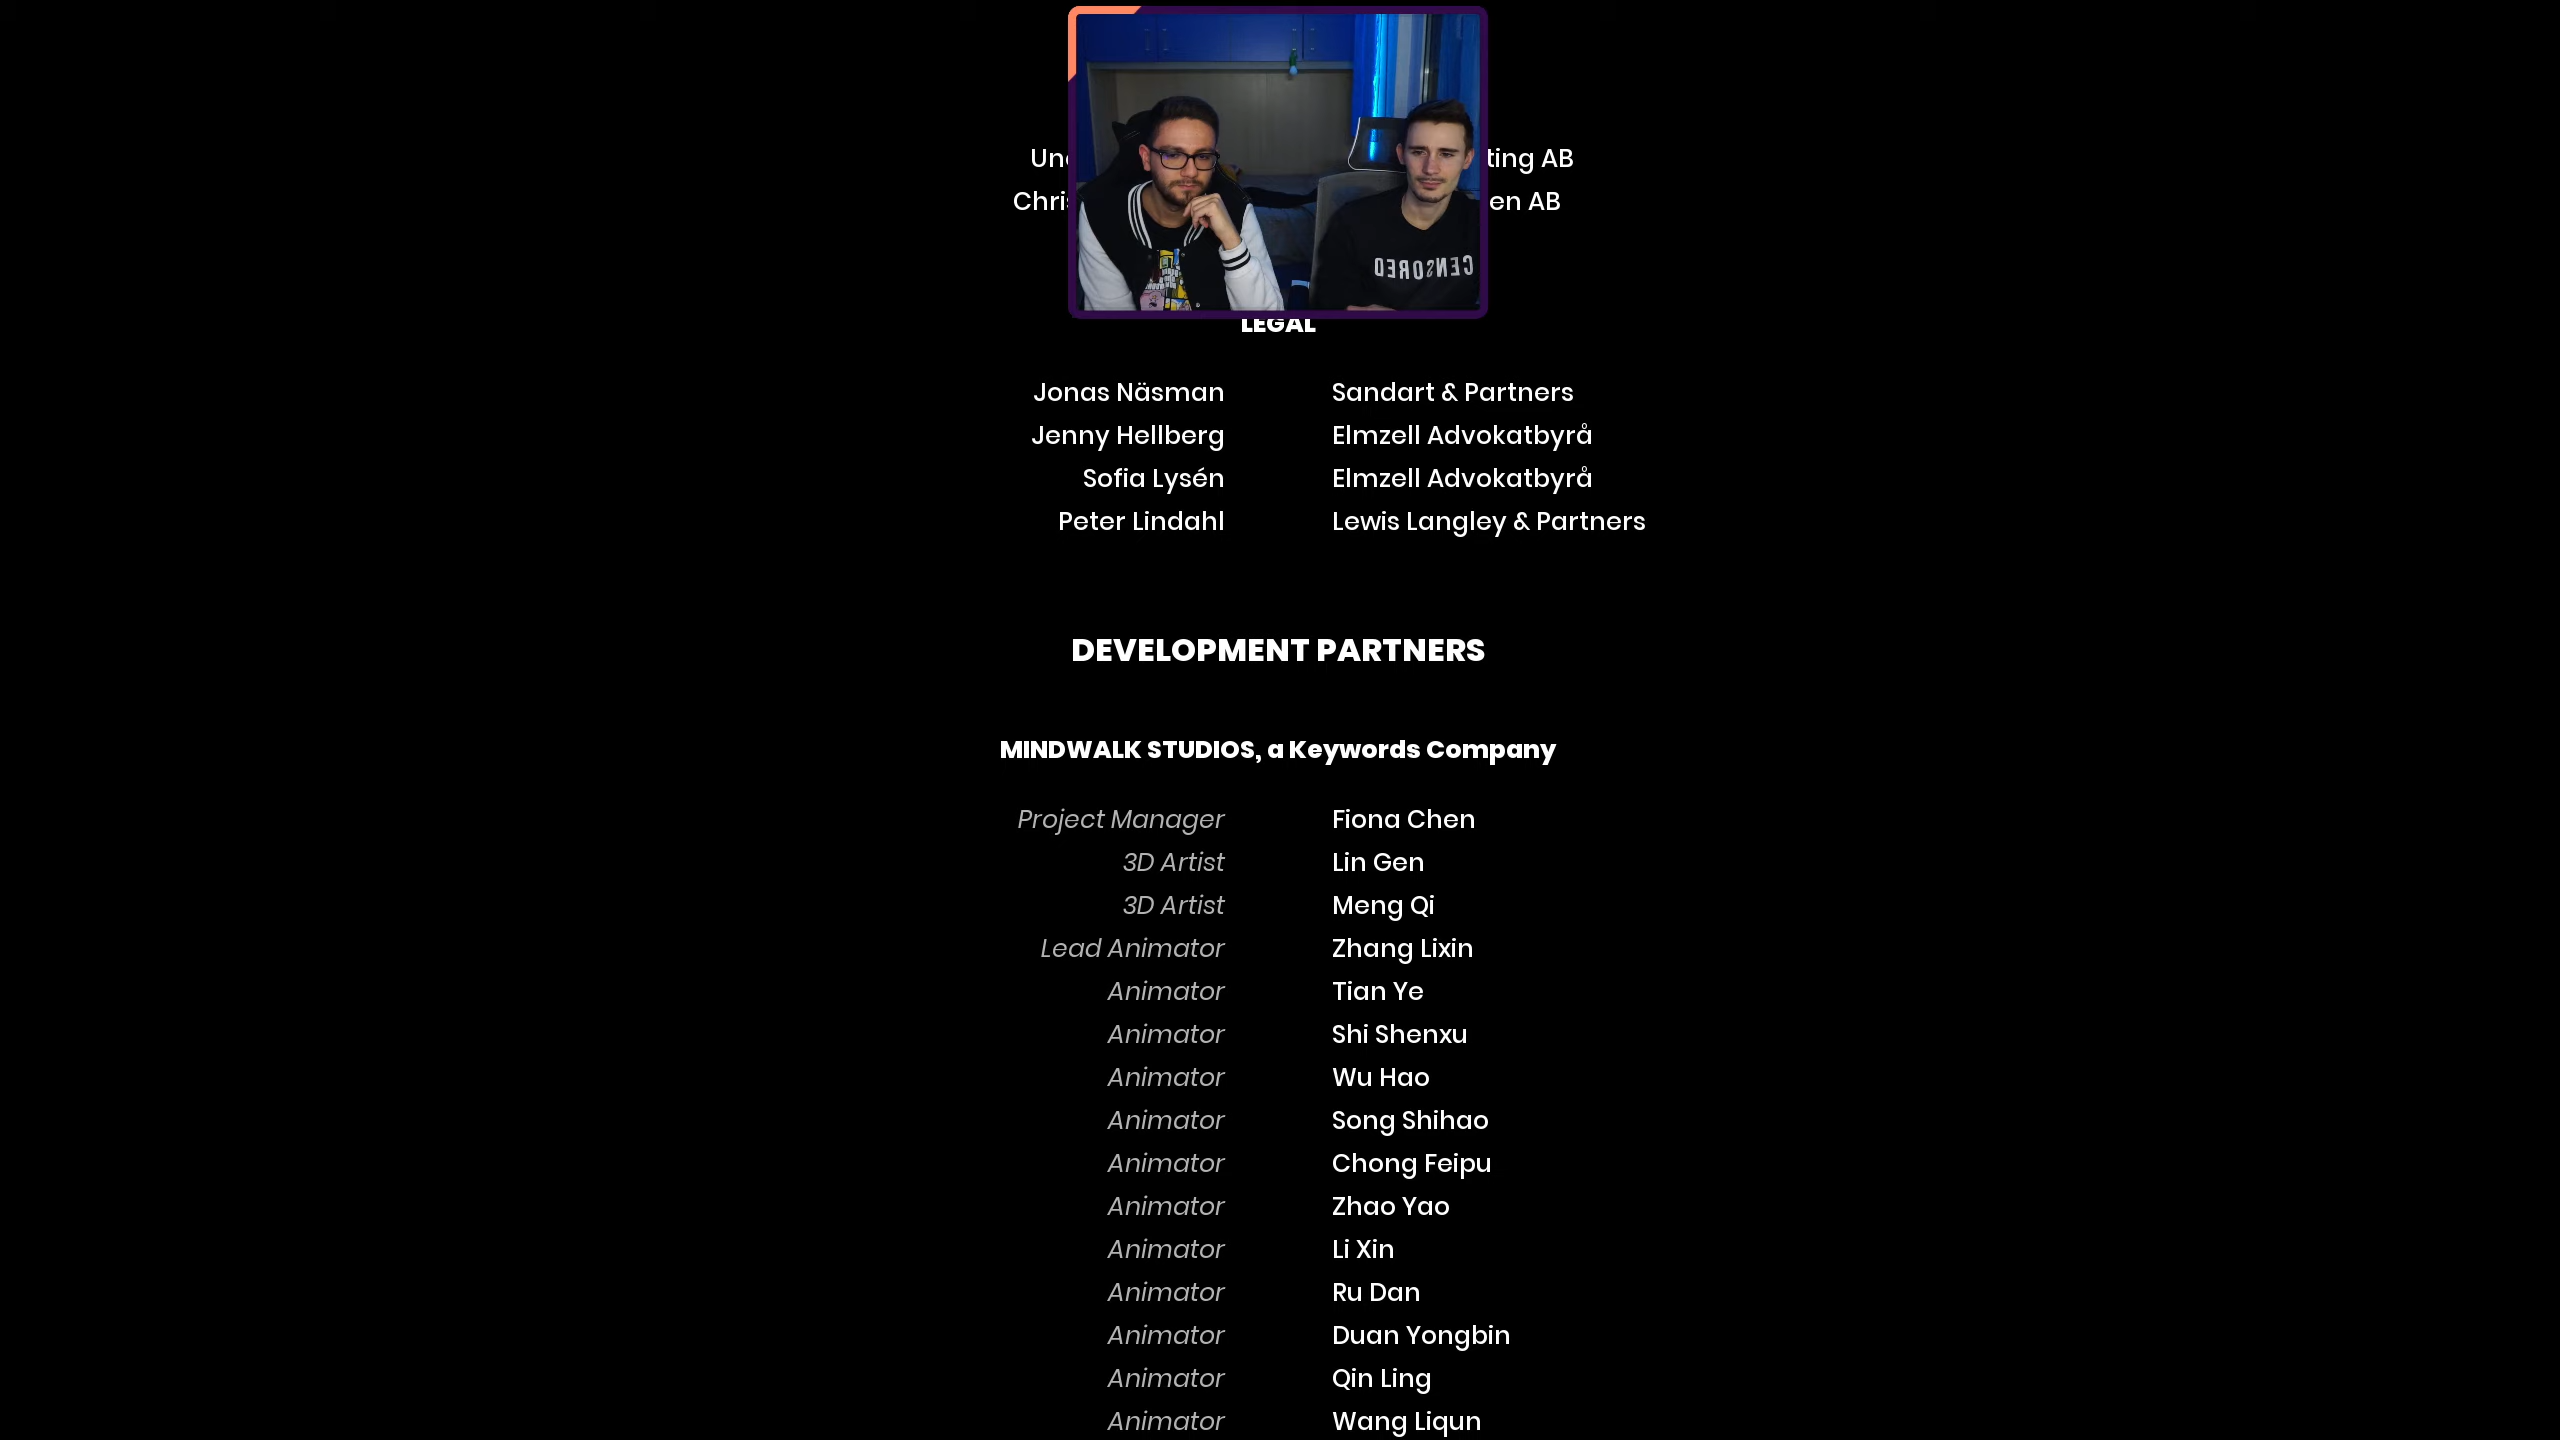 ting AB
en AB
CENSORED
LEGAL
Jonas Näsman Sandart & Partners
Jenny Hellberg Elmzell Advokatbyrå
Sofia Lysén Elmzell Advokatbyrå
Peter Lindahl Lewis Langley & Partners
DEVELOPMENT PARTNERS
MINDWALK STUDIOS, a Keywords Company
Project Manager Fiona Chen
3D Artist Lin Gen
3D Artist Meng Qi
Lead Animator Zhang Lixin
Animator Tian Ye
Animator Shi Shenxu
Animator Wu Hao
Animator Song Shihao
Animator Chong Feipu
Animator Zhao Yao
Animator Li Xin
Animator Ru Dan
Animator Duan Yongbin
Animator Qin Ling
Animator Wang Liqun